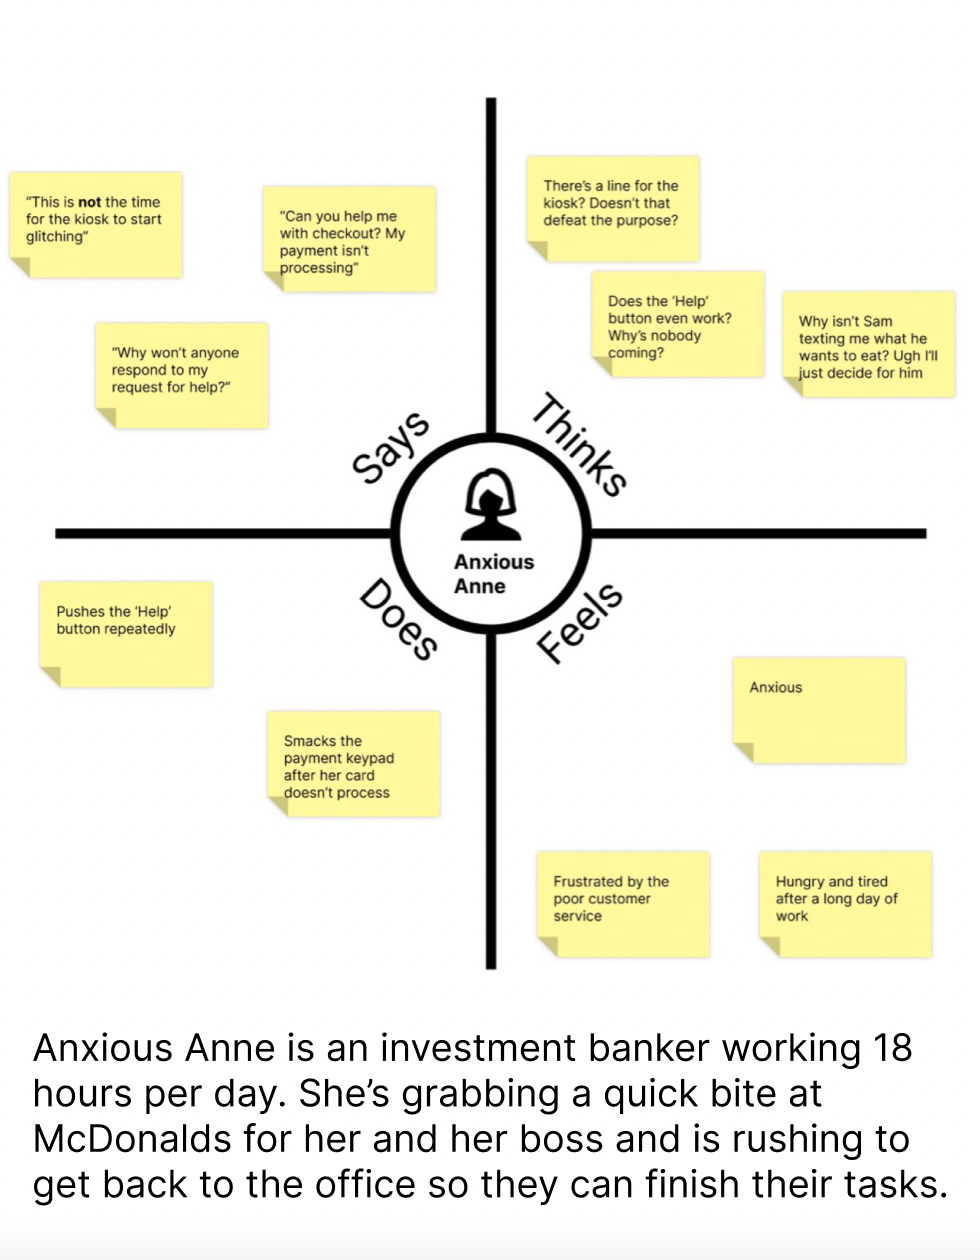 “This is not the time
for the kiosk to start
glitching”
“Can you help me
with checkout? My
payment isn’t
processing”
“Why won’t anyone
respond to my
request for help?”
There’s a line for the
kiosk? Doesn’t that
defeat the purpose?
Does the ‘Help’
button even work?
Why’s nobody
coming?
Why isn’t Sam
texting me what he
wants to eat? Ugh I’ll
just decide for him
Says
Thinks
Anxious
Anne
Does
Feels
Pushes the ‘Help’
button repeatedly
Smacks the
payment keypad
after her card
doesn’t process
Anxious
Frustrated by the
poor customer
service
Hungry and tired
after a long day of
work
Anxious Anne is an investment banker working 18
hours per day. She’s grabbing a quick bite at
McDonalds for her and her boss and is rushing to
get back to the office so they can finish their tasks.